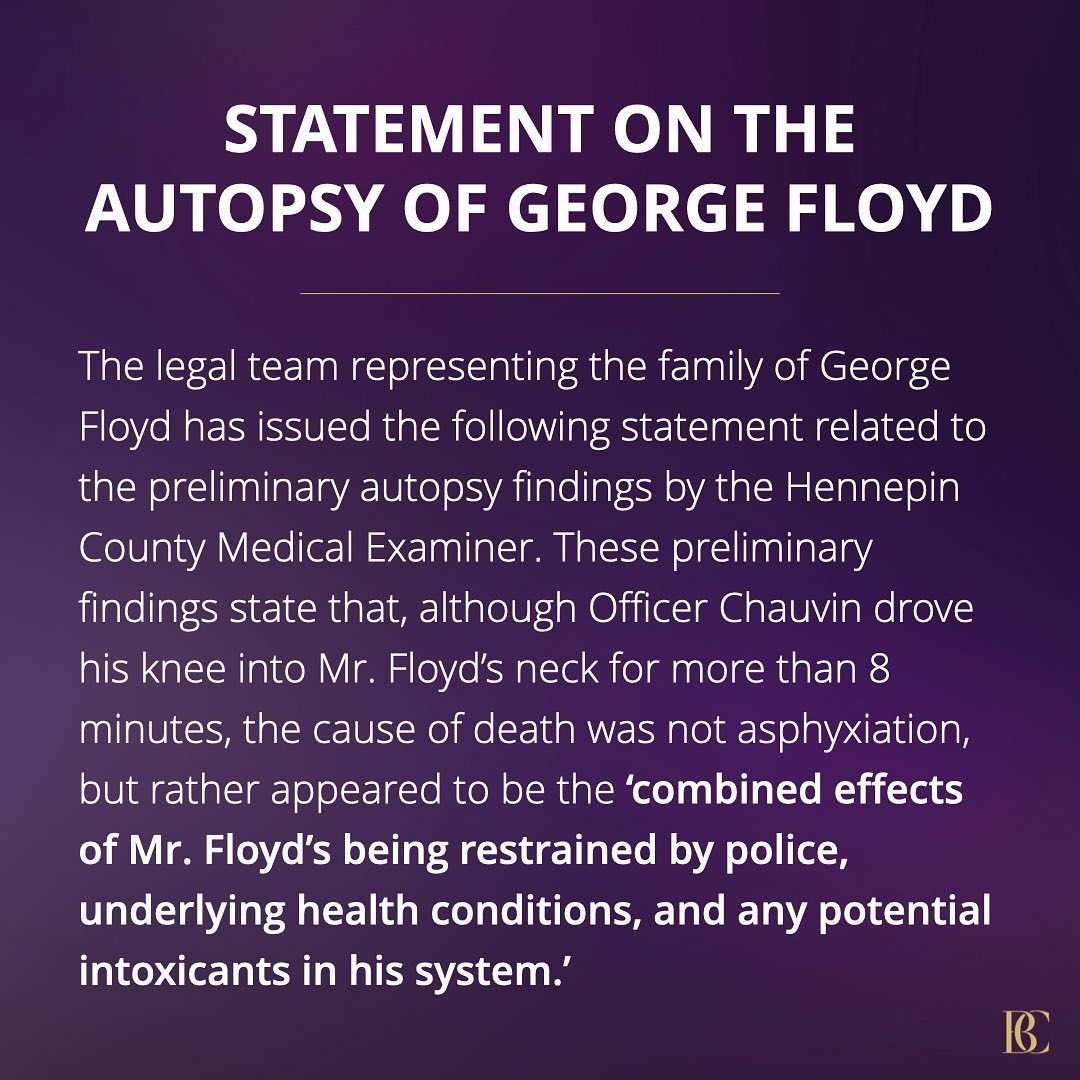 STATEMENT ON THE
AUTOPSY OF GEORGE FLOYD
The legal team representing the family of George
Floyd has issued the following statement related to
the preliminary autopsy findings by the Hennepin
County Medical Examiner. These preliminary
findings state that, although Officer Chauvin drove
his knee into Mr. Floyd’s neck for more than 8
minutes, the cause of death was not asphyxiation,
but rather appeared to be the ‘combined effects
of Mr. Floyd’s being restrained by police,
underlying health conditions, and any potential
intoxicants in his system.’
BC